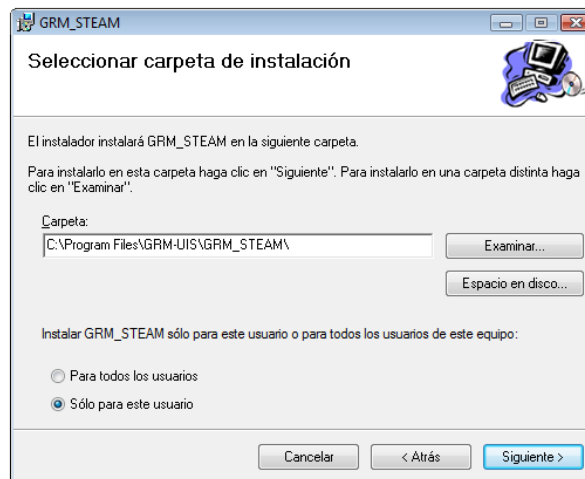 GRM_STEAM
Seleccionar carpeta de instalación
El instalador instalará GRM_STEAM en la siguiente carpeta.
Para instalarlo en esta carpeta haga clic en "Siguiente". Para instalarlo en una carpeta distinta haga
clic en "Examinar".
Carpeta:
C:\Program Files\GRM-UIS\GRM_STEAM\
Examinar...
Espacio en disco...
Instalar GRM_STEAM sólo para este usuario o para todos los usuarios de este equipo:
Para todos los usuarios
Sólo para este usuario
Cancelar
< Atrás
Siguiente >